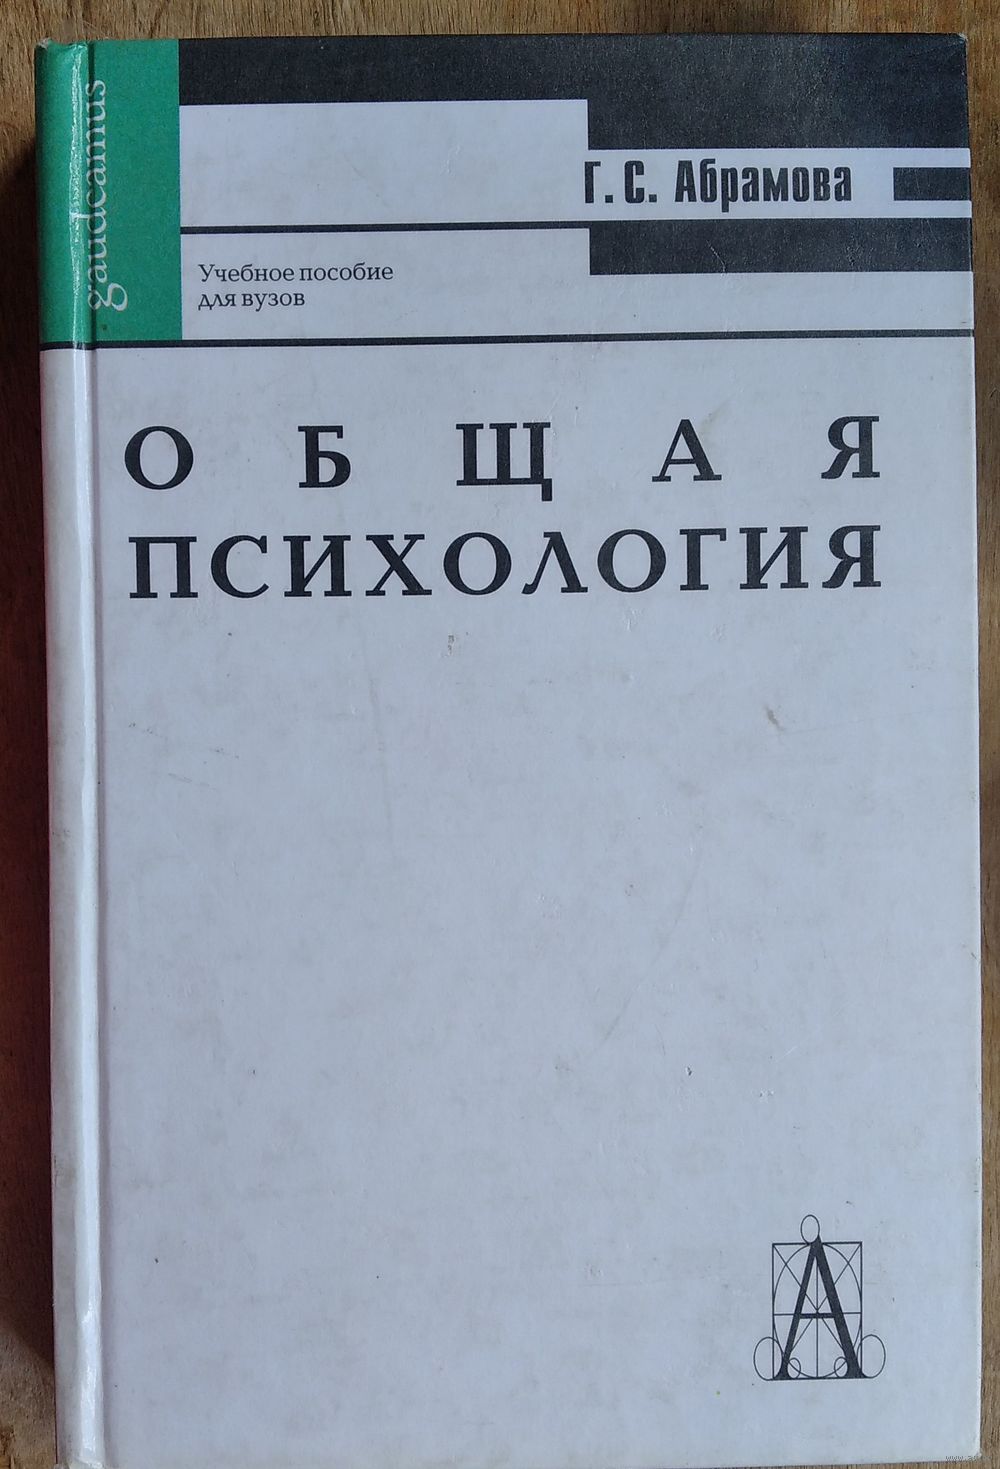 gaudeamus
Г. С. Абрамова
Учебное пособие
для вузов
ОБЩАЯ
ПСИХОЛОГИЯ
А